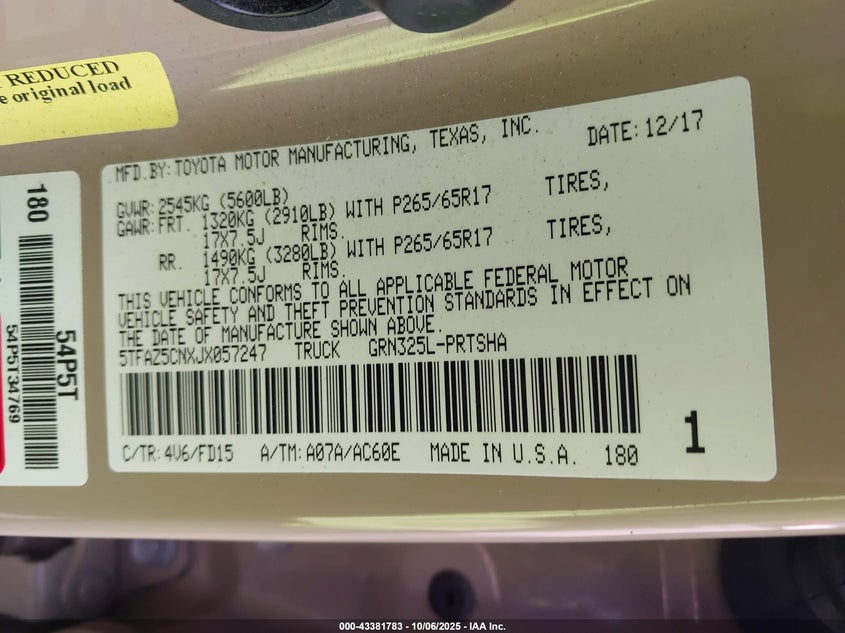 REDUCED
e original load
MFD.BY:TOYOTA MOTOR MANUFACTURING, TEXAS, INC. DATE:12/17
GVWR:2545KG (5600LB)
GAWR:FRT. 1320KG (2910LB) WITH P265/65R17 TIRES,
17X7.5J RIMS.
RR. 1490KG (3280LB) WITH P265/65R17 TIRES,
17X7.5J RIMS.
THIS VEHICLE CONFORMS TO ALL APPLICABLE FEDERAL MOTOR
VEHICLE SAFETY AND THEFT PREVENTION STANDARDS IN EFFECT ON
THE DATE OF MANUFACTURE SHOWN ABOVE.
5TFAZ5CNXJX057247 TRUCK GRN325L-PRTSHA
C/TR:4V6/FD15 A/TM:A07A/AC60E MADE IN U.S.A. 180
1
180
54P5T
54P5T34769
000-43381783 - 10/06/2025 - IAA Inc.